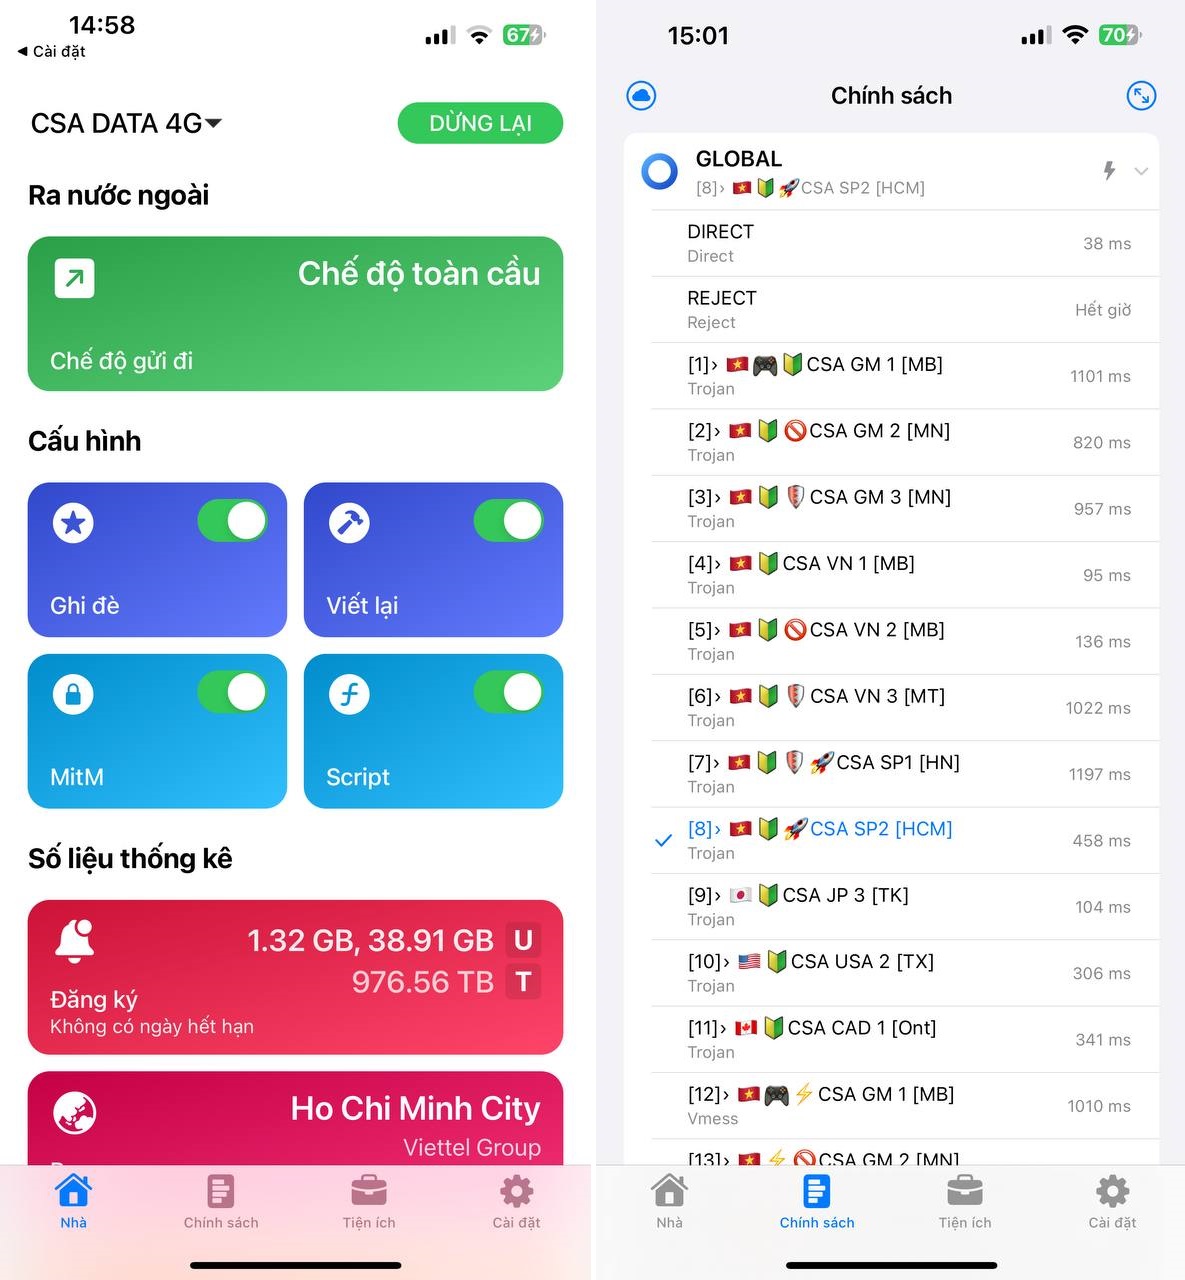 14:58
67
◀ Cài đặt
CSA DATA 4G
DỪNG LẠI
Ra nước ngoài
Chế độ toàn cầu
Chế độ gửi đi
Cấu hình
Ghi đè
Viết lại
MitM
Script
Số liệu thống kê
1.32 GB, 38.91 GB U
976.56 TB T
Đăng ký
Không có ngày hết hạn
Ho Chi Minh City
Viettel Group
Nhà
Chính sách
Tiện ích
Cài đặt
15:01
70
Chính sách
GLOBAL
[8]› 🇻🇳🔰🚀CSA SP2 [HCM]
DIRECT
Direct
38 ms
REJECT
Reject
Hết giờ
[1]› 🇻🇳🎮🔰CSA GM 1 [MB]
Trojan
1101 ms
[2]› 🇻🇳🔰🚫CSA GM 2 [MN]
Trojan
820 ms
[3]› 🇻🇳🔰🛡CSA GM 3 [MN]
Trojan
957 ms
[4]› 🇻🇳🔰CSA VN 1 [MB]
Trojan
95 ms
[5]› 🇻🇳🔰🚫CSA VN 2 [MB]
Trojan
136 ms
[6]› 🇻🇳🔰🛡CSA VN 3 [MT]
Trojan
1022 ms
[7]› 🇻🇳🔰🛡🚀CSA SP1 [HN]
Trojan
1197 ms
[8]› 🇻🇳🔰🚀CSA SP2 [HCM]
Trojan
458 ms
[9]› 🇯🇵🔰CSA JP 3 [TK]
Trojan
104 ms
[10]› 🇺🇸🔰CSA USA 2 [TX]
Trojan
306 ms
[11]› 🇨🇦🔰CSA CAD 1 [Ont]
Trojan
341 ms
[12]› 🇻🇳🎮⚡CSA GM 1 [MB]
Vmess
1010 ms
[13]› 🇻🇳⚡🚫CSA GM 2 [MN]
Nhà
Chính sách
Tiện ích
Cài đặt